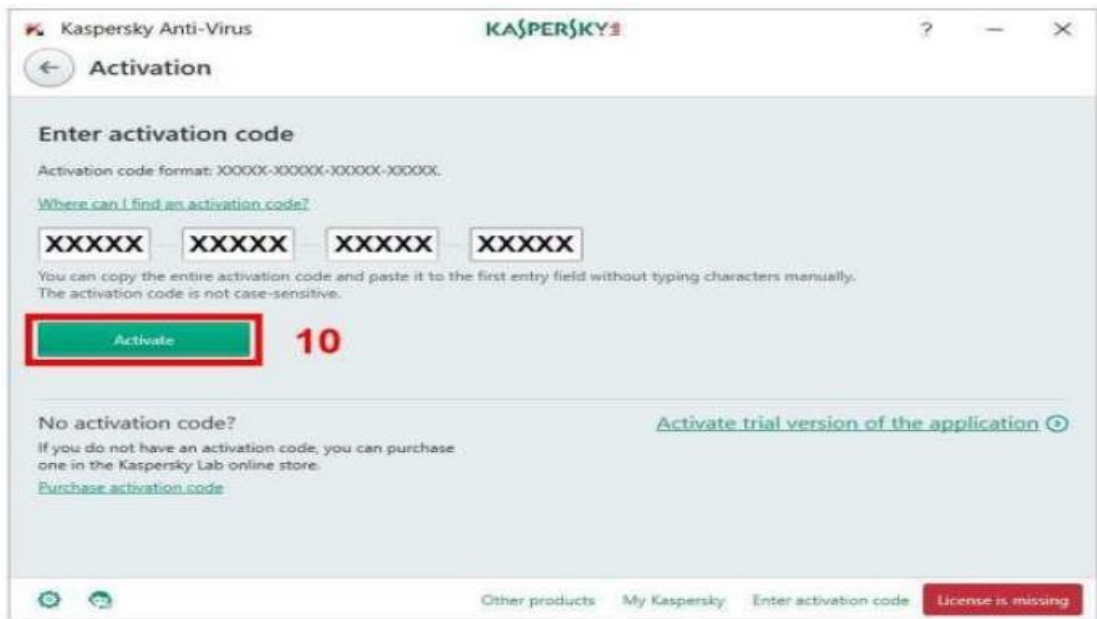 Kaspersky Anti-Virus
KASPERSKY lab
?
Activation
Enter activation code
Activation code format: XXXXX-XXXXX-XXXXX-XXXXX.
Where can I find an activation code?
XXXXX XXXXX XXXXX XXXXX
You can copy the entire activation code and paste it to the first entry field without typing characters manually.
The activation code is not case-sensitive.
Activate 10
No activation code?
Activate trial version of the application
If you do not have an activation code, you can purchase
one in the Kaspersky Lab online store.
Purchase activation code
Other products My Kaspersky Enter activation code License is missing